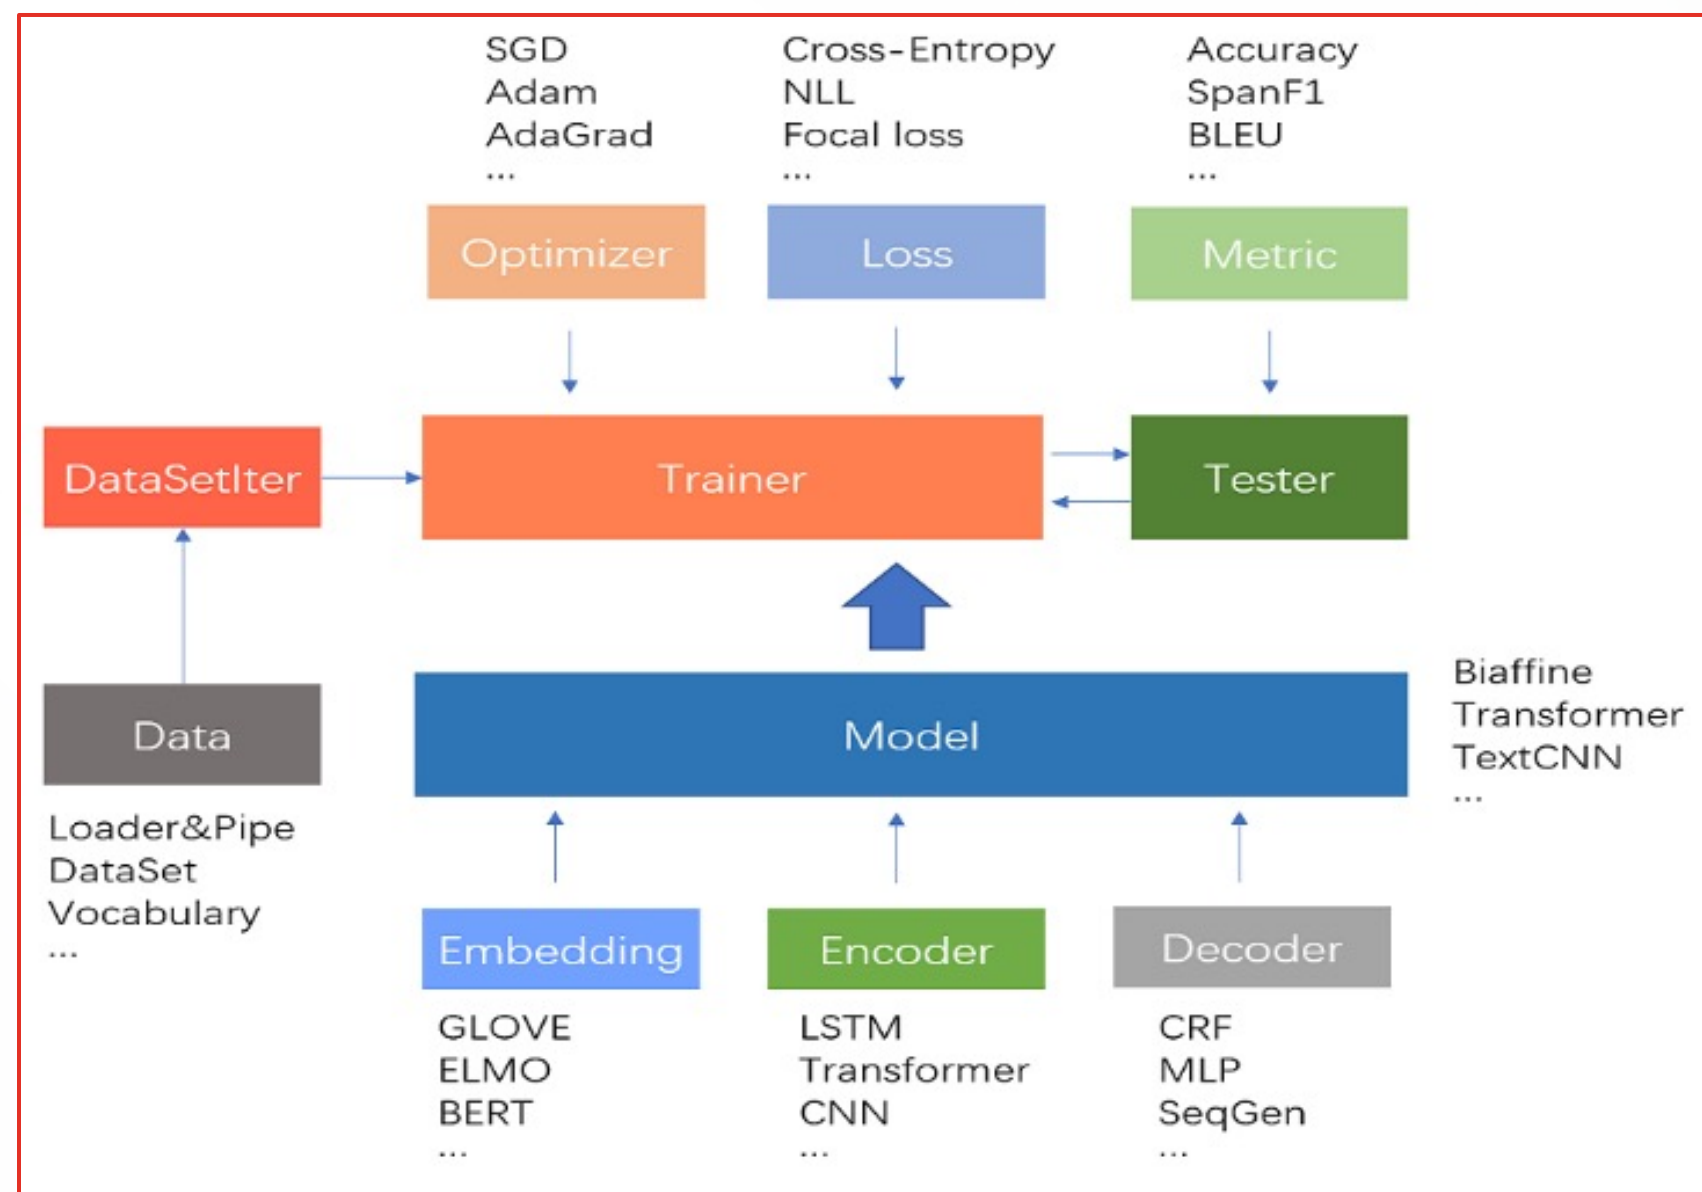 SGD
Adam
AdaGrad
...
Cross-Entropy
NLL
Focal loss
...
Accuracy
SpanF1
BLEU
...
Optimizer
Loss
Metric
DataSetIter
Trainer
Tester
Data
Loader&Pipe
DataSet
Vocabulary
...
Model
Biaffine
Transformer
TextCNN
...
Embedding
GLOVE
ELMO
BERT
...
Encoder
LSTM
Transformer
CNN
...
Decoder
CRF
MLP
SeqGen
...